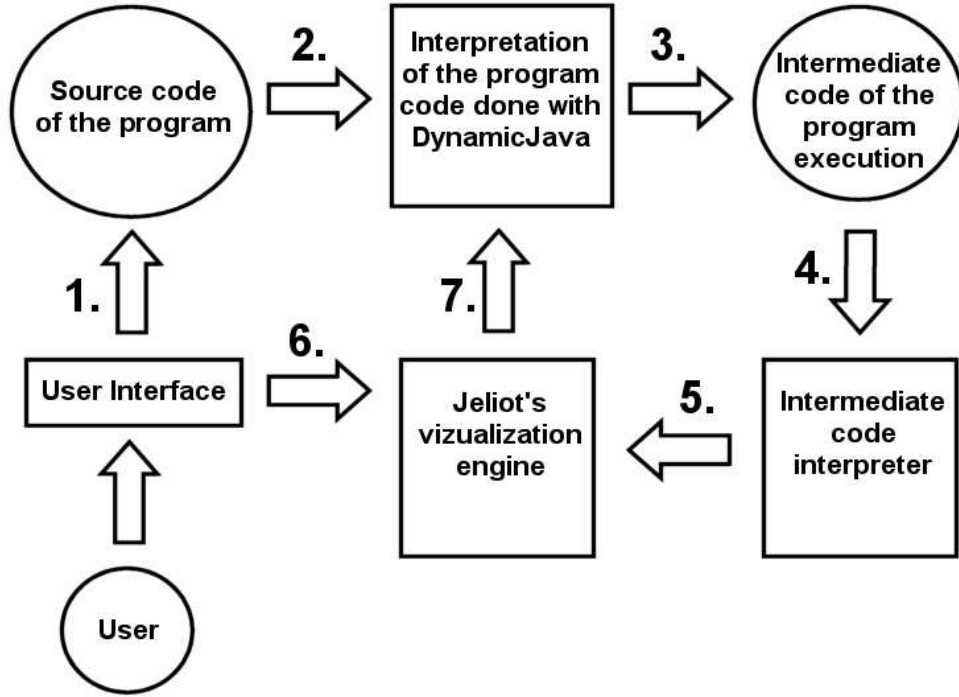 Source code
of the program
2.
Interpretation
of the program
code done with
DynamicJava
3.
Intermediate
code of the
program
execution
1.
7.
4.
User Interface
6.
Jeliot's
vizualization
engine
5.
Intermediate
code
interpreter
User